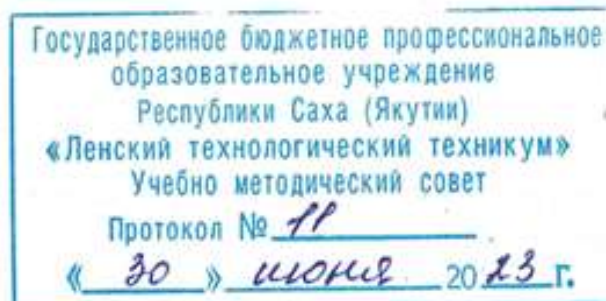 Государственное бюджетное профессиональное
образовательное учреждение
Республики Саха (Якутии)
«Ленский технологический техникум»
Учебно методический совет
Протокол № 11
« 30 » июня 2023 г.